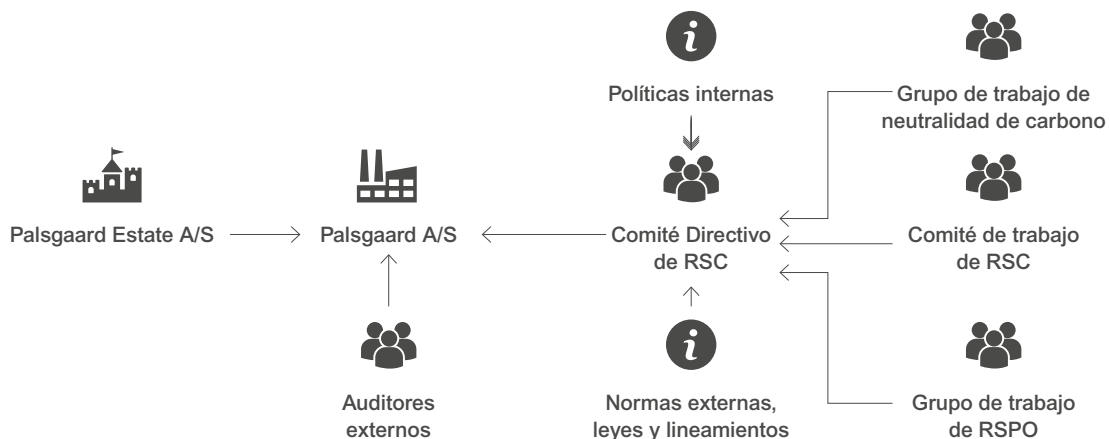 Políticas internas
Grupo de trabajo de
neutralidad de carbono
Palsgaard Estate A/S
Palsgaard A/S
Comité Directivo
de RSC
Comité de trabajo
de RSC
Auditores
externos
Normas externas,
leyes y lineamientos
Grupo de trabajo
de RSPO